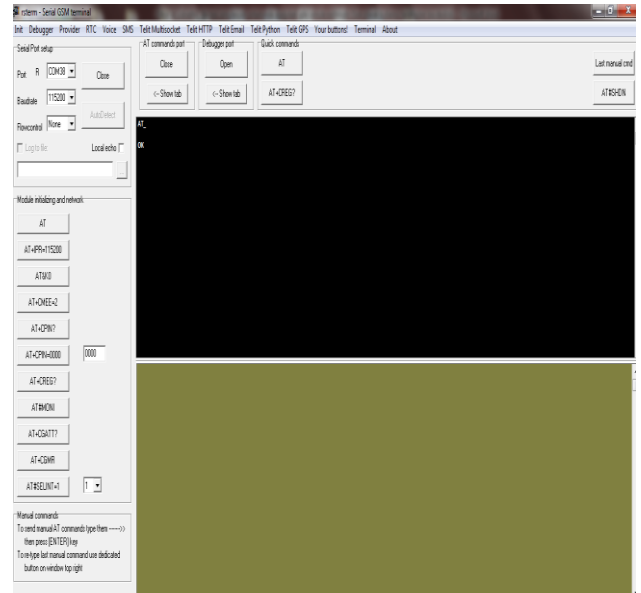 rsterm - Serial GSM terminal
Init Debugger Provider RTC Voice SMS Telit Multisocket Telit HTTP Telit Email Telit Python Telit GPS Your buttons! Terminal About
Serial Port setup
Port R COM38 Close
Baudrate 115200
AutoDetect
Flowcontrol None
Log to file Local echo
...
AT commands port
Close
<- Show tab
Debugger port
Open
<- Show tab
Quick commands
AT
AT+CREG?
Last manual cmd
AT#SHDN
AT_
OK
Module initializing and network
AT
AT+IPR=115200
AT&K0
AT+CMEE=2
AT+CPIN?
AT+CPIN=0000 0000
AT+CREG?
AT#MONI
AT+CGATT?
AT+CGMR
AT#SELINT=1 1
Manual commands
To send manual AT commands type them ----->>
then press [ENTER] key
To re-type last manual command use dedicated
button on window top right